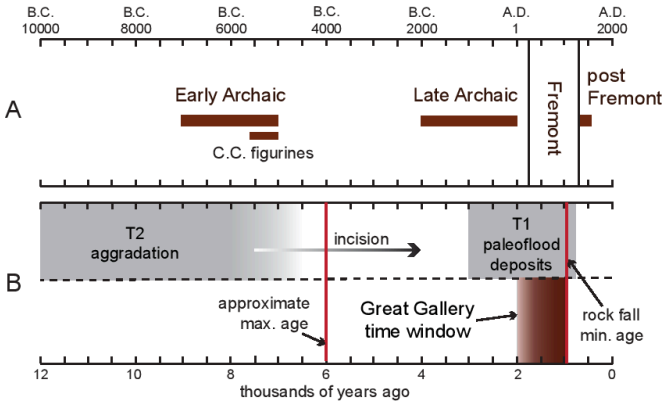 B.C. B.C. B.C. B.C. B.C. A.D. A.D.
10000 8000 6000 4000 2000 1 2000
A
Early Archaic
C.C. figurines
Late Archaic
Fremont
post
Fremont
B
T2
aggradation
incision
T1
paleoflood
deposits
approximate
max. age
Great Gallery
time window
rock fall
min. age
12 10 8 6 4 2 0
thousands of years ago